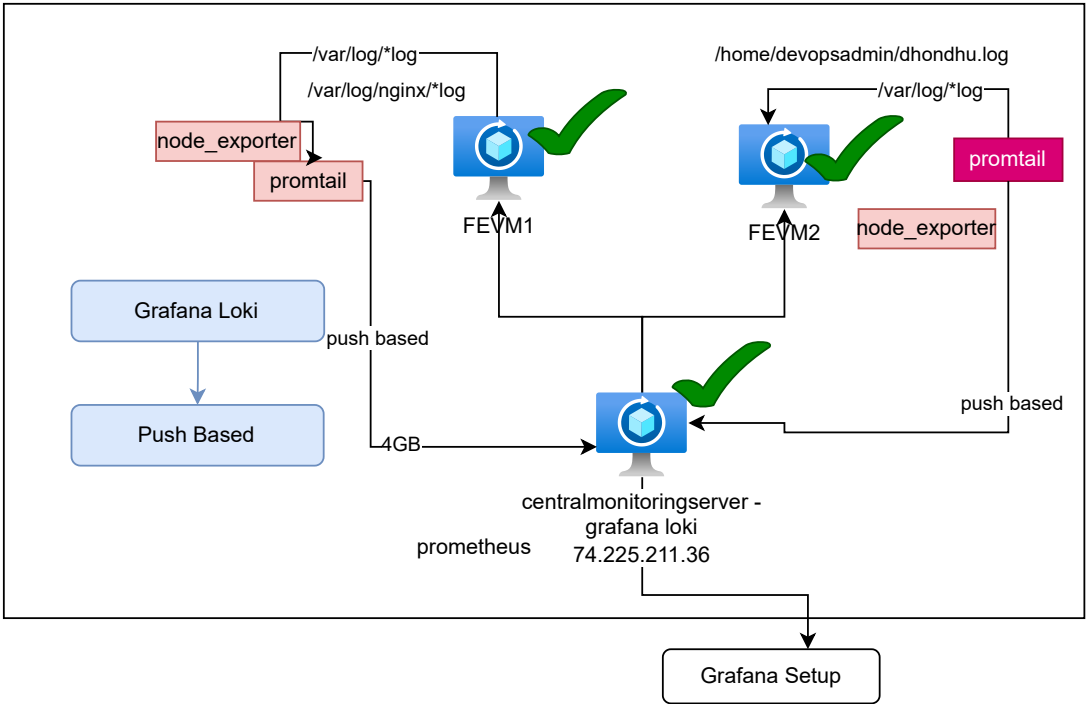 /var/log/*log
/var/log/nginx/*log
node_exporter
promtail
FEVM1
/home/devopsadmin/dhondhu.log
/var/log/*log
promtail
FEVM2
node_exporter
Grafana Loki
push based
Push Based
4GB
push based
centralmonitoringserver -
grafana loki
prometheus
74.225.211.36
Grafana Setup